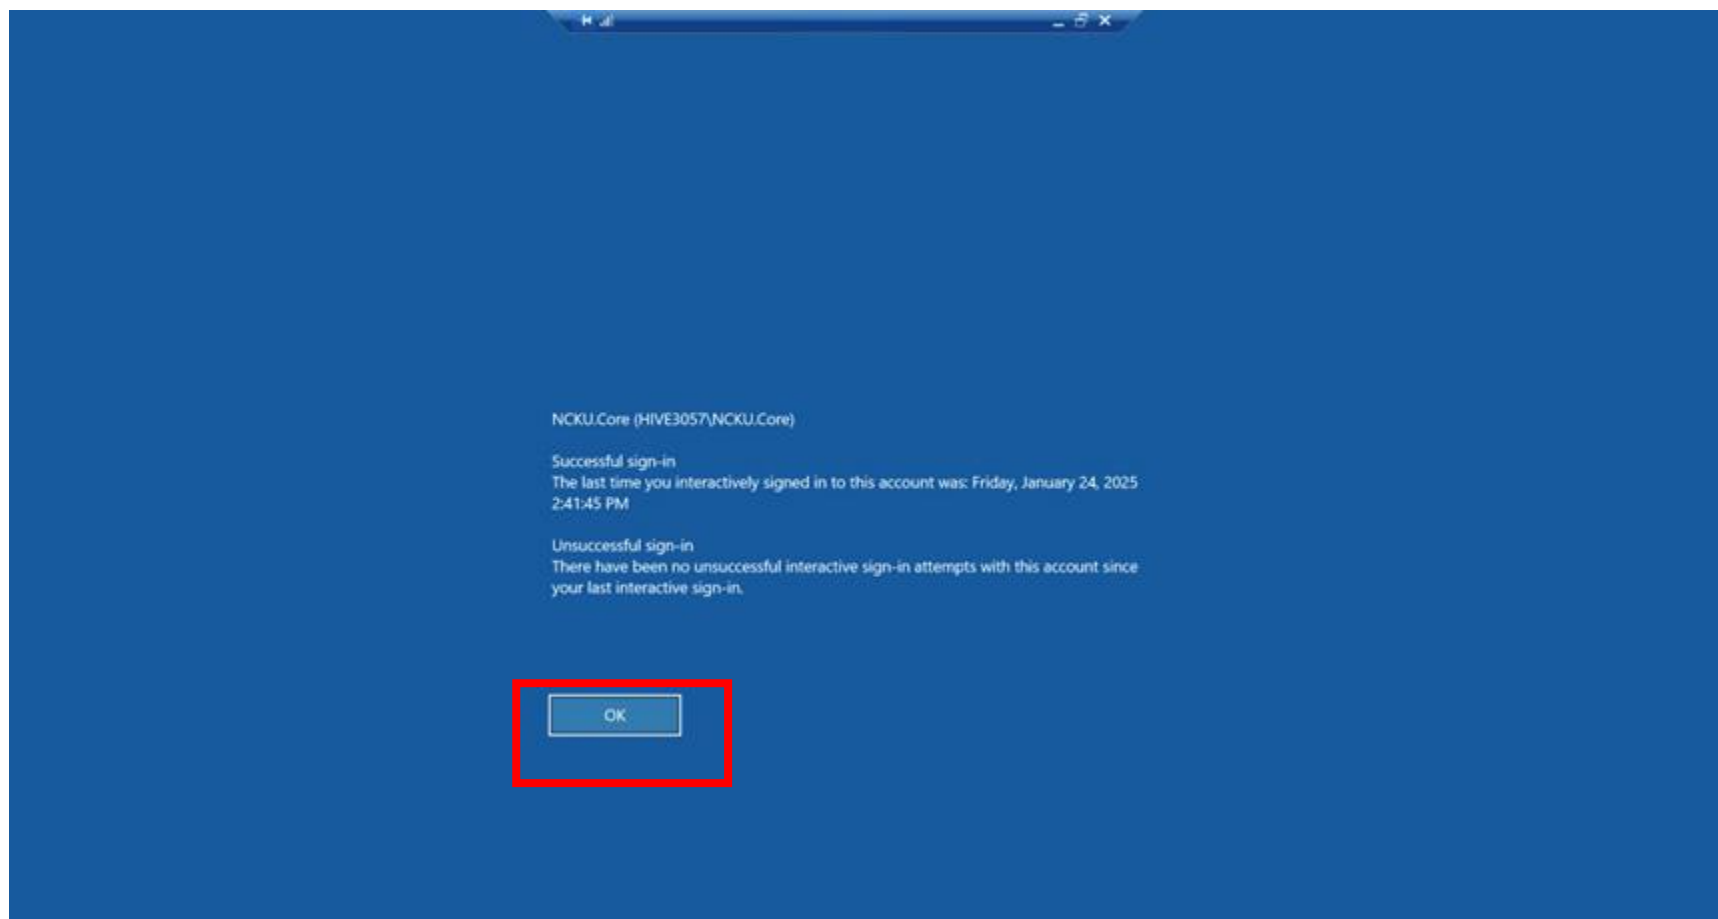 NCKU.Core (HIVE3057\NCKU.Core)
Successful sign-in
The last time you interactively signed in to this account was: Friday, January 24, 2025
2:41:45 PM
Unsuccessful sign-in
There have been no unsuccessful interactive sign-in attempts with this account since
your last interactive sign-in.
OK